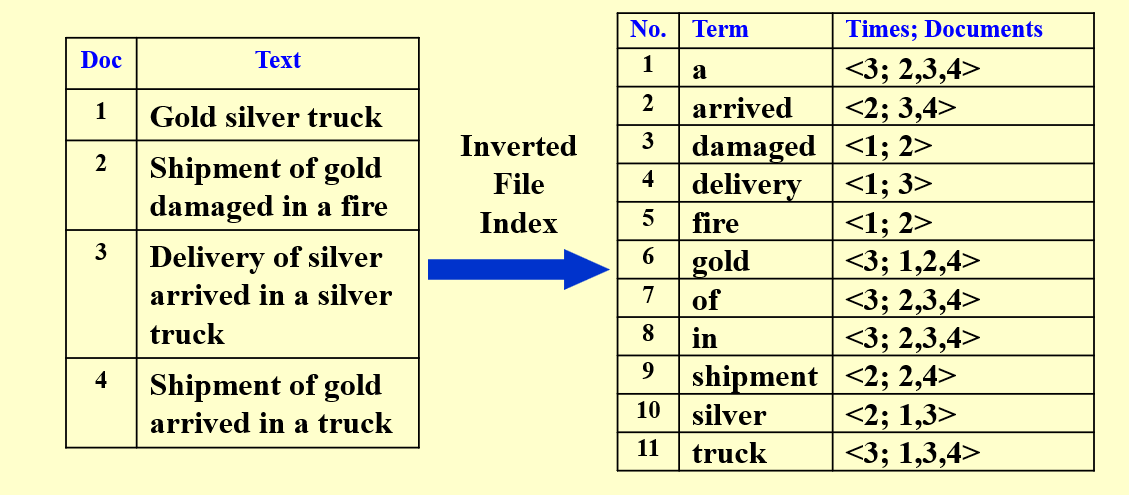 Doc Text
1 Gold silver truck
2 Shipment of gold
damaged in a fire
3 Delivery of silver
arrived in a silver
truck
4 Shipment of gold
arrived in a truck
Inverted
File
Index
No. Term Times; Documents
1 a <3; 2,3,4>
2 arrived <2; 3,4>
3 damaged <1; 2>
4 delivery <1; 3>
5 fire <1; 2>
6 gold <3; 1,2,4>
7 of <3; 2,3,4>
8 in <3; 2,3,4>
9 shipment <2; 2,4>
10 silver <2; 1,3>
11 truck <3; 1,3,4>